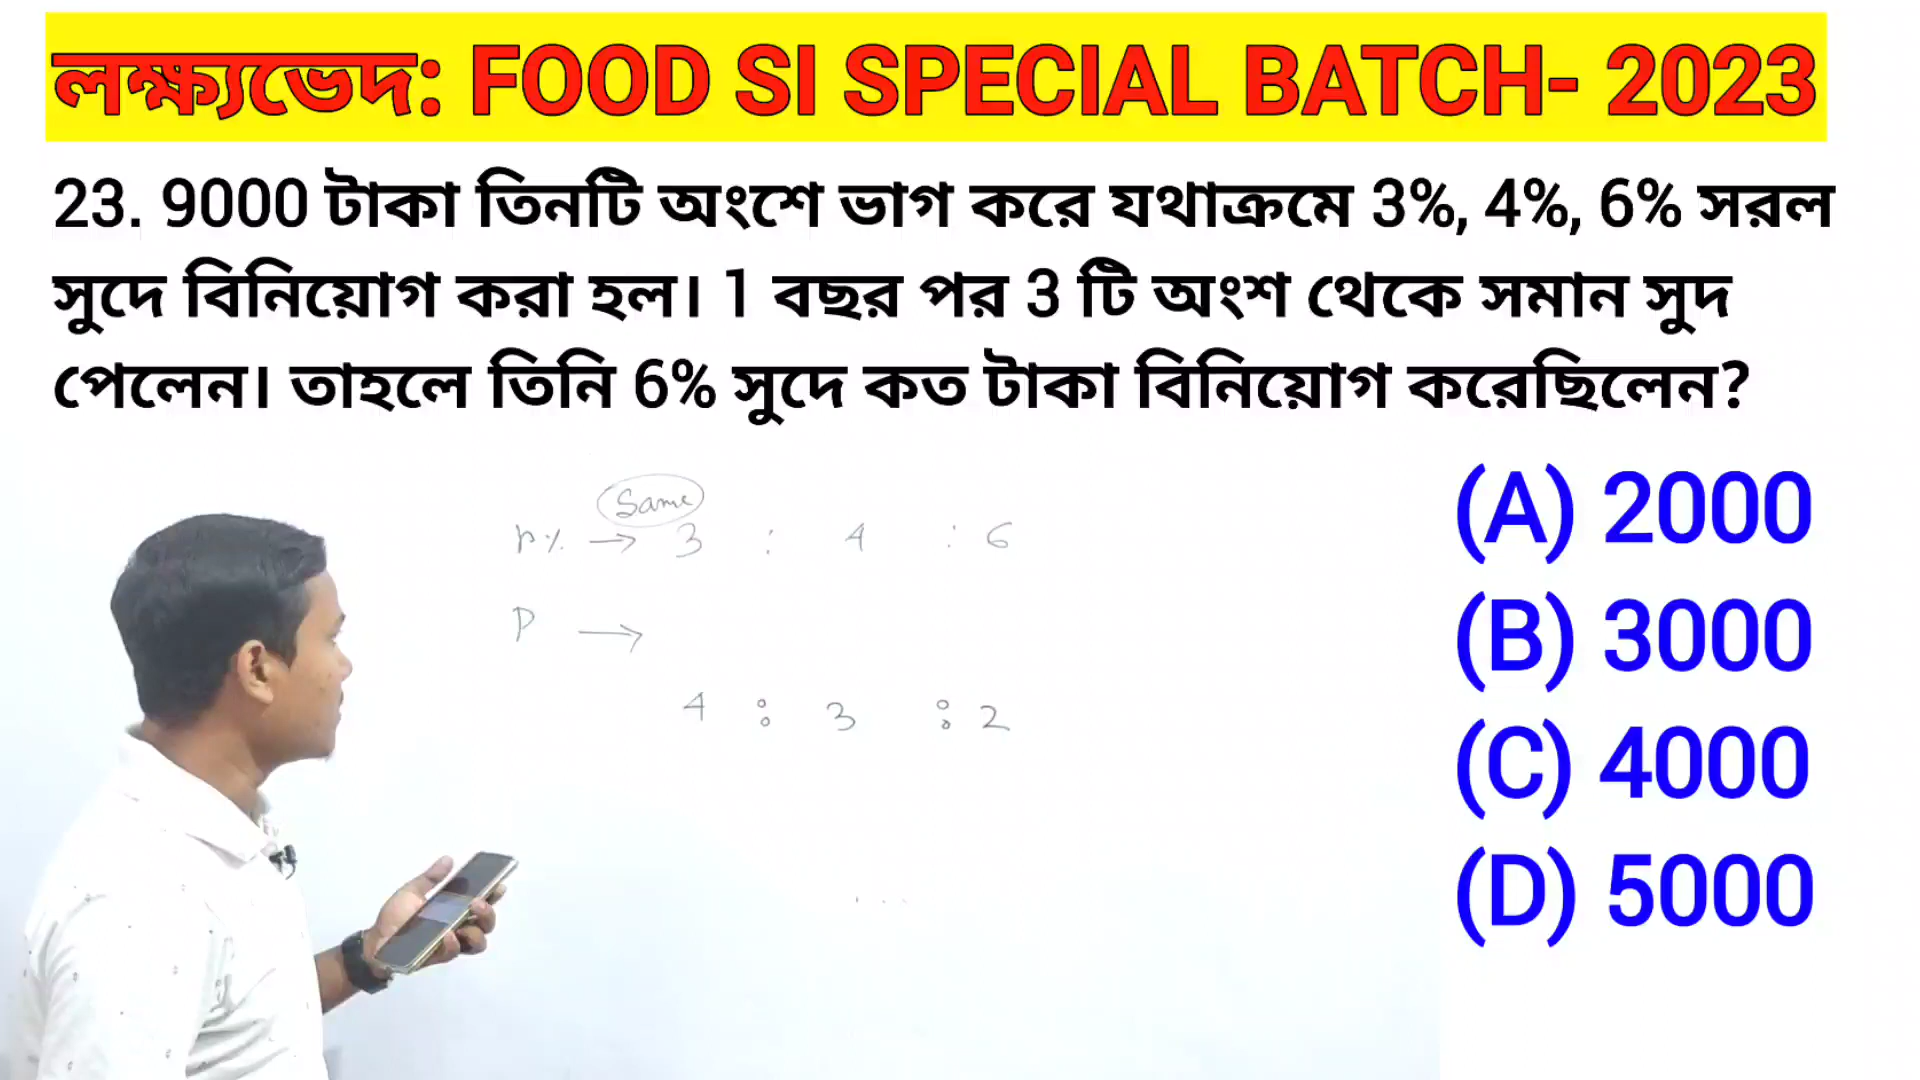 লক্ষ্যভেদ: FOOD SI SPECIAL BATCH- 2023
23. 9000 টাকা তিনটি অংশে ভাগ করে যথাক্রমে 3%, 4%, 6% সরল
সুদে বিনিয়োগ করা হল। 1 বছর পর 3 টি অংশ থেকে সমান সুদ
পেলেন। তাহলে তিনি 6% সুদে কত টাকা বিনিয়োগ করেছিলেন?
Same
r% → 3 : 4 : 6
P →
4 : 3 : 2
(A) 2000
(B) 3000
(C) 4000
(D) 5000